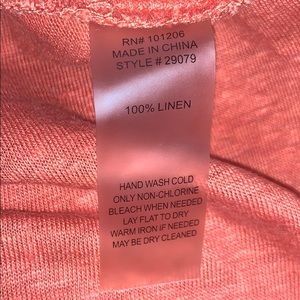 RN# 101206
MADE IN CHINA
STYLE # 29079
100% LINEN
HAND WASH COLD
ONLY NON-CHLORINE
BLEACH WHEN NEEDED
LAY FLAT TO DRY
WARM IRON IF NEEDED
MAY BE DRY CLEANED